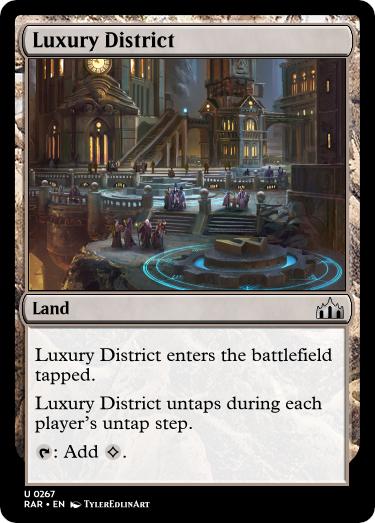 Luxury District
Land
Luxury District enters the battlefield
tapped.
Luxury District untaps during each
player's untap step.
: Add .
U 0267
RAR • EN TylerEdlinArt